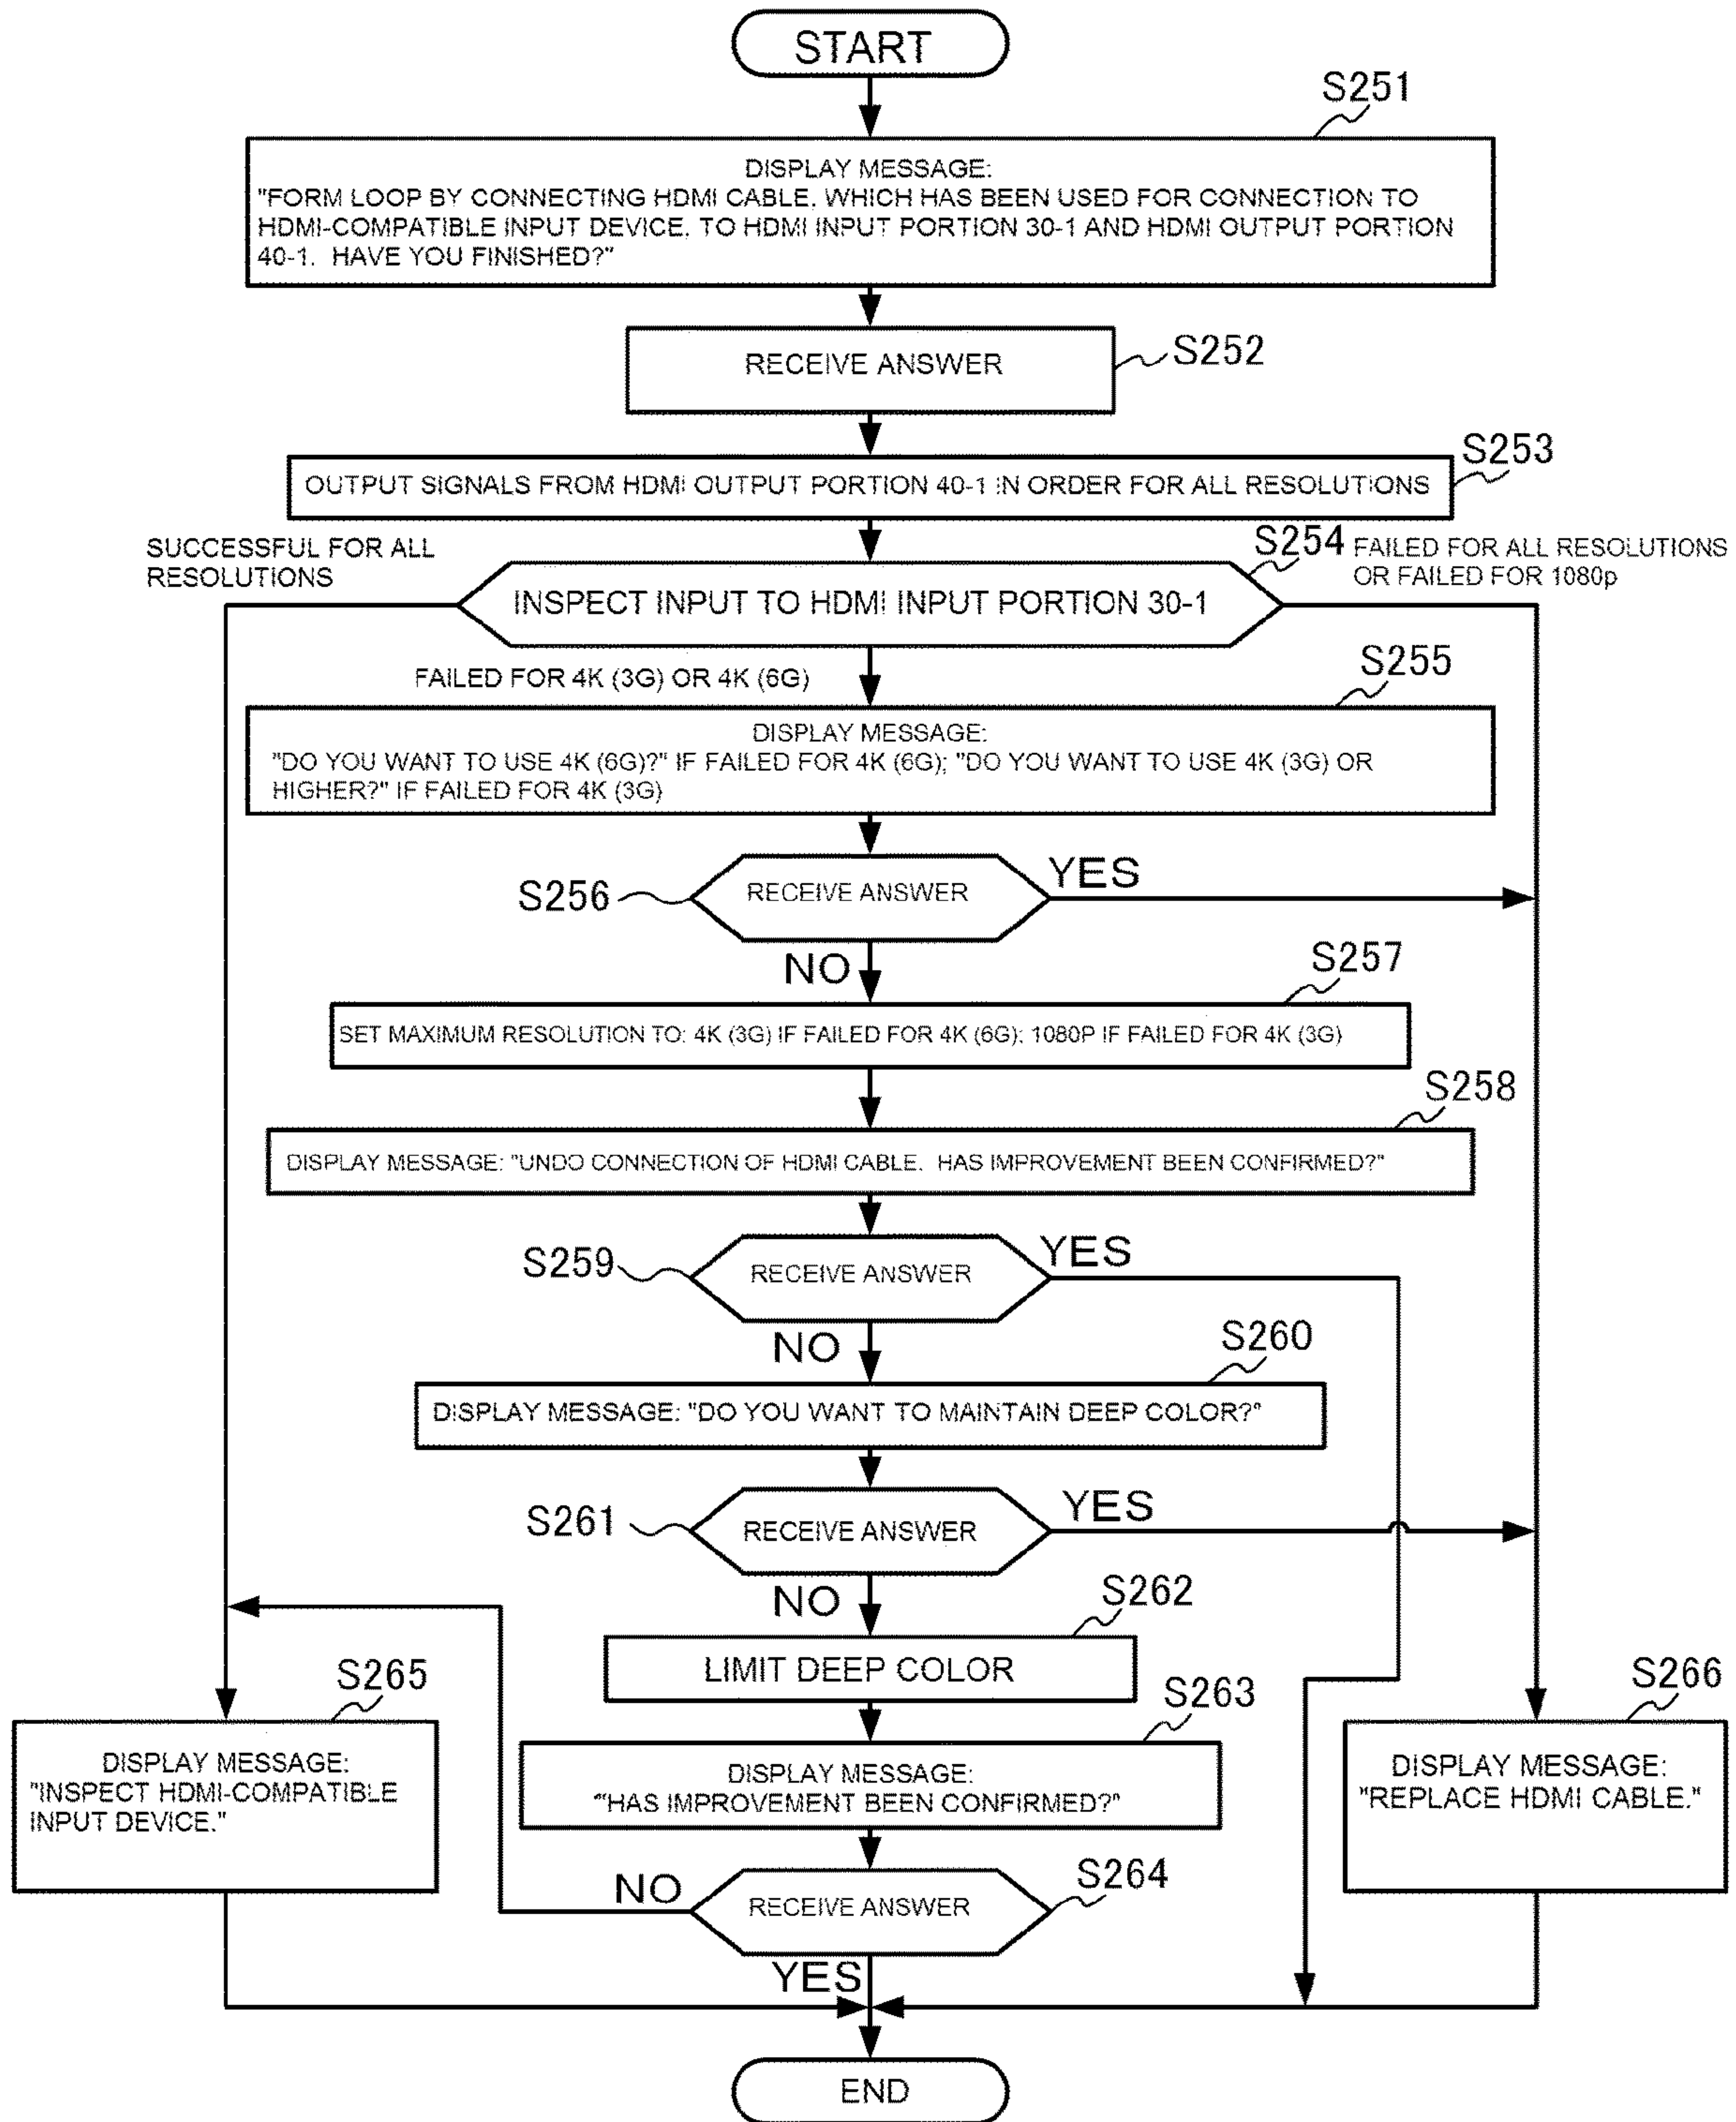 START
S251
DISPLAY MESSAGE:
"FORM LOOP BY CONNECTING HDMI CABLE, WHICH HAS BEEN USED FOR CONNECTION TO
HDMI-COMPATIBLE INPUT DEVICE, TO HDMI INPUT PORTION 30-1 AND HDMI OUTPUT PORTION
40-1. HAVE YOU FINISHED?"
RECEIVE ANSWER
S252
S253
OUTPUT SIGNALS FROM HDMI OUTPUT PORTION 40-1 IN ORDER FOR ALL RESOLUTIONS
SUCCESSFUL FOR ALL
RESOLUTIONS
S254
FAILED FOR ALL RESOLUTIONS
OR FAILED FOR 1080p
INSPECT INPUT TO HDMI INPUT PORTION 30-1
FAILED FOR 4K (3G) OR 4K (6G)
S255
DISPLAY MESSAGE:
"DO YOU WANT TO USE 4K (6G)?" IF FAILED FOR 4K (6G); "DO YOU WANT TO USE 4K (3G) OR
HIGHER?" IF FAILED FOR 4K (3G)
S256
RECEIVE ANSWER
YES
NO
S257
SET MAXIMUM RESOLUTION TO: 4K (3G) IF FAILED FOR 4K (6G); 1080P IF FAILED FOR 4K (3G)
S258
DISPLAY MESSAGE: "UNDO CONNECTION OF HDMI CABLE. HAS IMPROVEMENT BEEN CONFIRMED?"
S259
RECEIVE ANSWER
YES
NO
S260
DISPLAY MESSAGE: "DO YOU WANT TO MAINTAIN DEEP COLOR?"
S261
RECEIVE ANSWER
YES
NO
S262
LIMIT DEEP COLOR
S263
DISPLAY MESSAGE:
"HAS IMPROVEMENT BEEN CONFIRMED?"
S264
RECEIVE ANSWER
NO
YES
S265
DISPLAY MESSAGE:
"INSPECT HDMI-COMPATIBLE
INPUT DEVICE."
S266
DISPLAY MESSAGE:
"REPLACE HDMI CABLE."
END